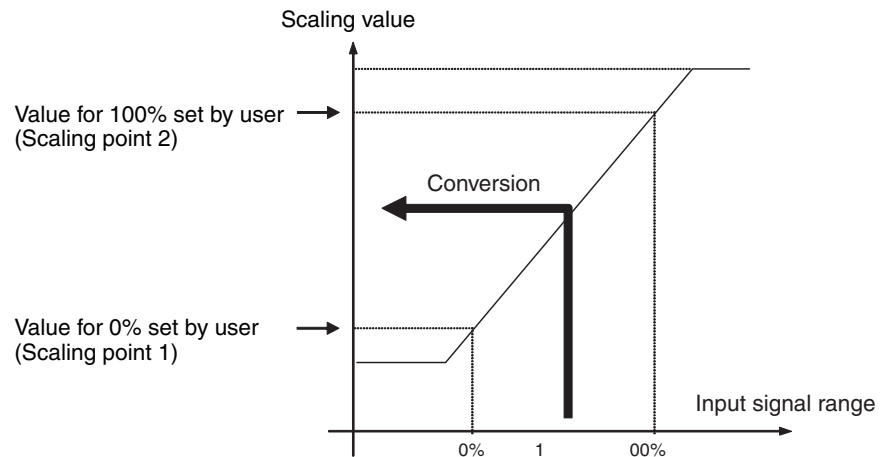 Scaling value
Value for 100% set by user
(Scaling point 2)
Conversion
Value for 0% set by user
(Scaling point 1)
Input signal range
0% 1 00%